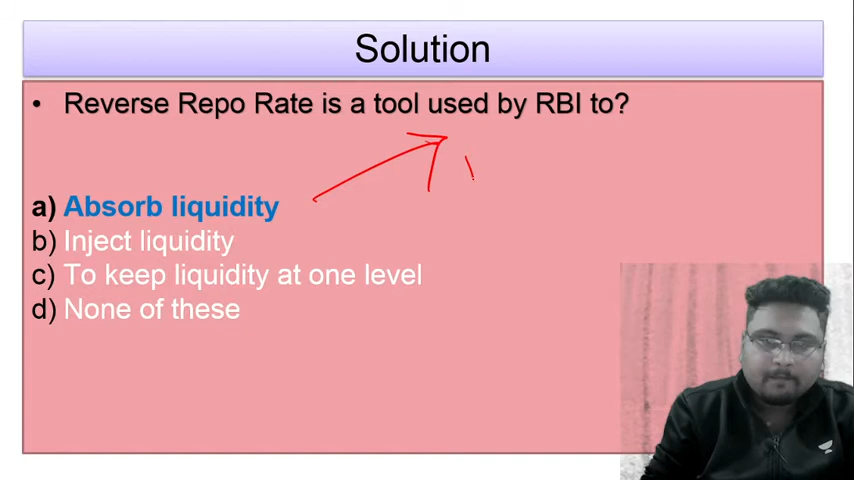 Solution
• Reverse Repo Rate is a tool used by RBI to?
a) Absorb liquidity
b) Inject liquidity
c) To keep liquidity at one level
d) None of these